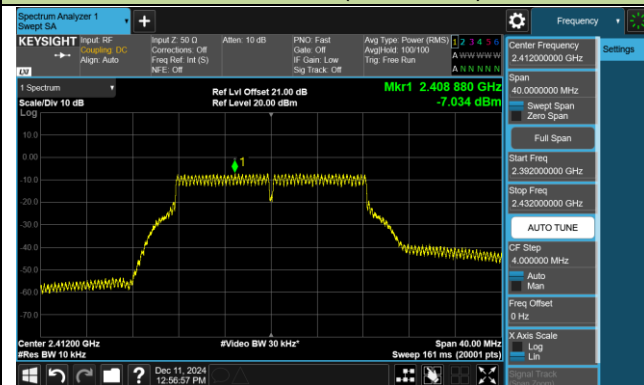 Spectrum Analyzer 1
Swept SA
Frequency
KEYSIGHT
Input: RF
Coupling: DC
Align: Auto
Input Z: 50 Ω
Corrections: Off
Freq Ref: Int (S)
NFE: Off
Atten: 10 dB
PNO: Fast
Gate: Off
IF Gain: Low
Sig Track: Off
Avg Type: Power (RMS)
Avg|Hold: 100/100
Trig: Free Run
1 2 3 4 5 6
A W W W W W
A N N N N N
LXI
1 Spectrum
Scale/Div 10 dB
Log
Ref Lvl Offset 21.00 dB
Ref Level 20.00 dBm
Mkr1 2.408 880 GHz
-7.034 dBm
1
10.0
0.00
-10.0
-20.0
-30.0
-40.0
-50.0
-60.0
-70.0
Center 2.41200 GHz
#Res BW 10 kHz
#Video BW 30 kHz*
Span 40.00 MHz
Sweep 161 ms (20001 pts)
Center Frequency
2.412000000 GHz
Settings
Span
40.0000000 MHz
Swept Span
Zero Span
Full Span
Start Freq
2.392000000 GHz
Stop Freq
2.432000000 GHz
AUTO TUNE
CF Step
4.000000 MHz
Auto
Man
Freq Offset
0 Hz
X Axis Scale
Log
Lin
Signal Track
(Span Zoom)
?
Dec 11, 2024
12:56:57 PM